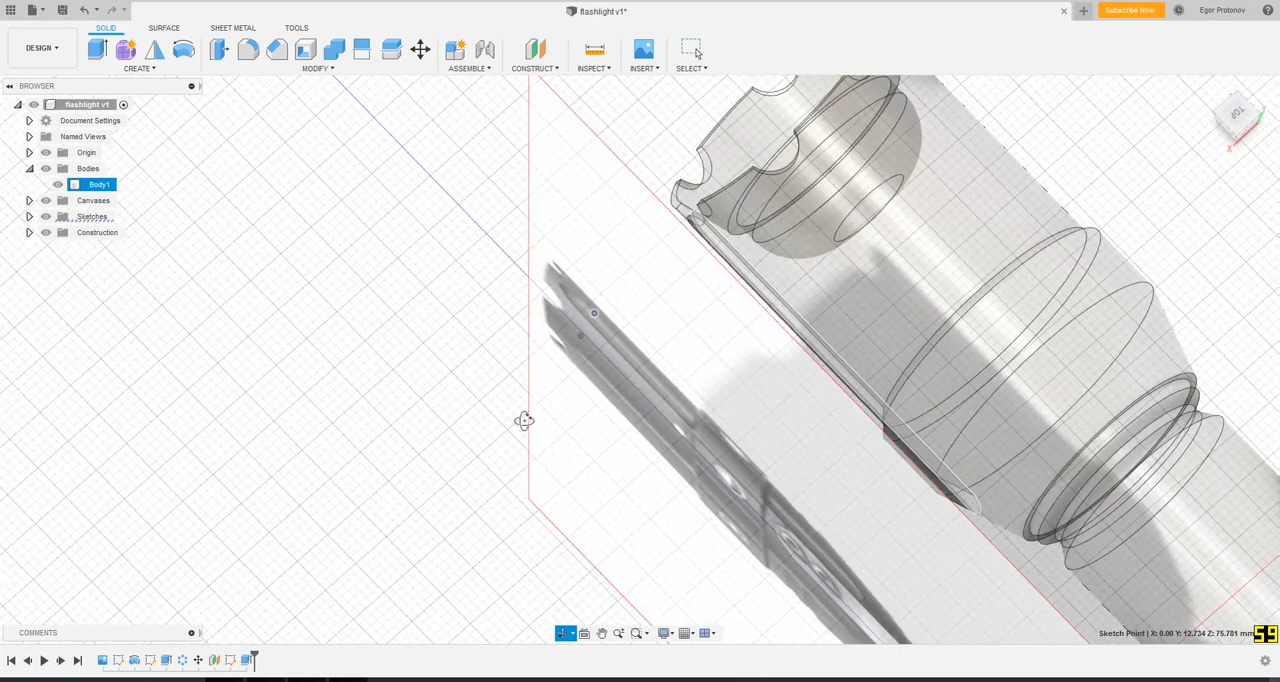 flashlight v1*
Subscribe Now
Egor Protonov
SOLID
SURFACE
SHEET METAL
TOOLS
DESIGN
CREATE
MODIFY
ASSEMBLE
CONSTRUCT
INSPECT
INSERT
SELECT
BROWSER
flashlight v1
Document Settings
Named Views
Origin
Bodies
Body1
Canvases
Sketches
Construction
TOP
X
COMMENTS
Sketch Point | X: 0.00 Y: 12.734 Z: 75.781 mm
59